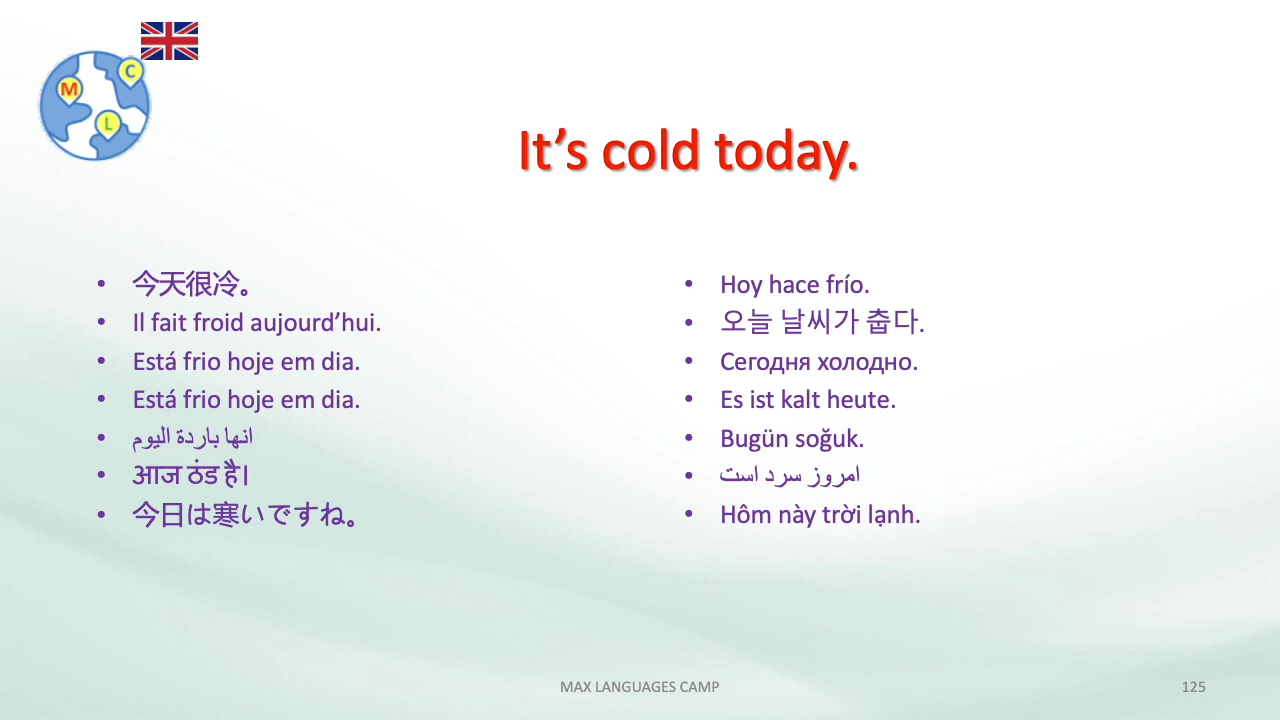 M
C
L
It’s cold today.
今天很冷。
Il fait froid aujourd’hui.
Está frio hoje em dia.
Está frio hoje em dia.
انها باردة اليوم
आज ठंड है।
今日は寒いですね。
Hoy hace frío.
오늘 날씨가 춥다.
Сегодня холодно.
Es ist kalt heute.
Bugün soğuk.
امروز سرد است
Hôm này trời lạnh.
MAX LANGUAGES CAMP
125